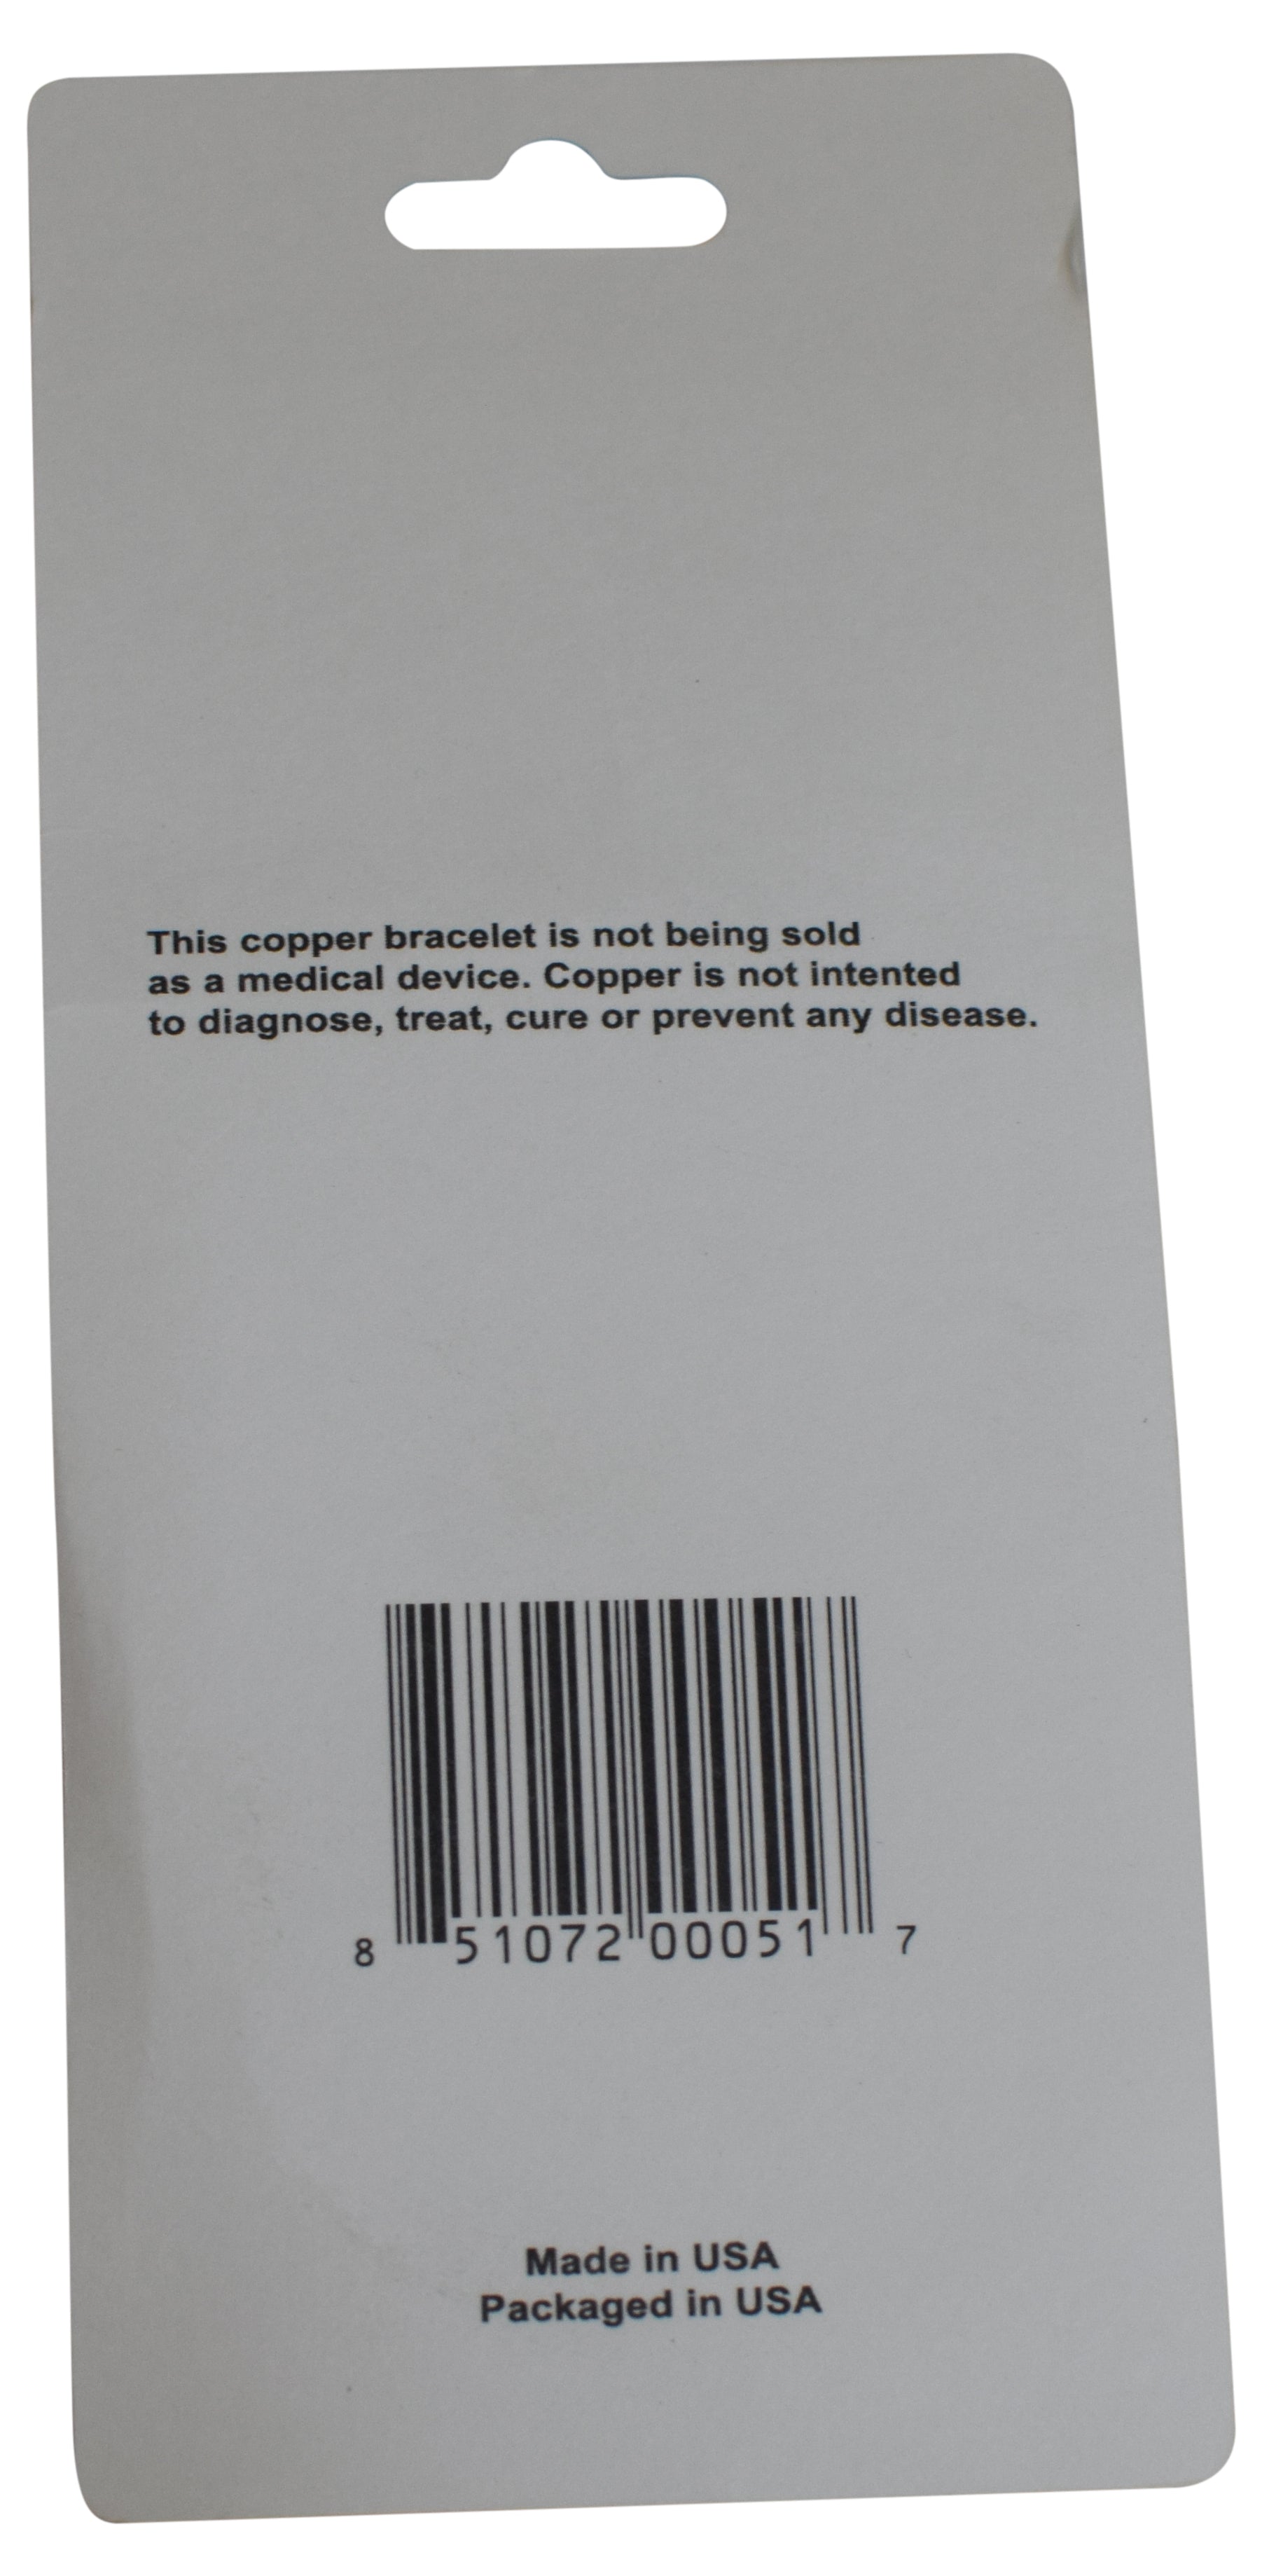 This copper bracelet is not being sold
as a medical device. Copper is not intented
to diagnose, treat, cure or prevent any disease.
8 51072 00051 7
Made in USA
Packaged in USA